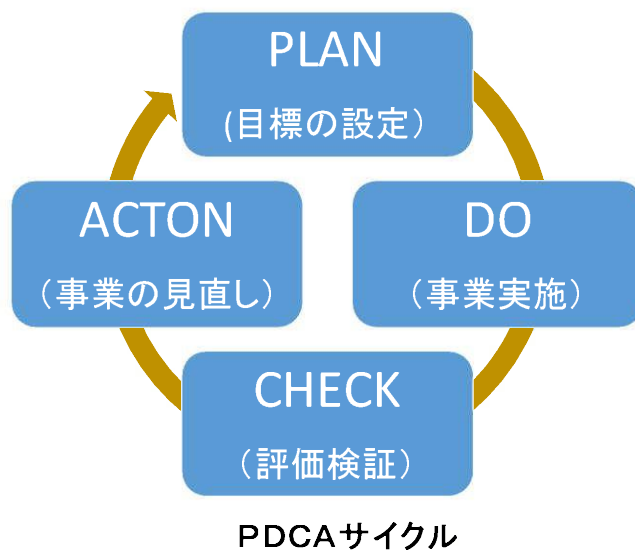 PLAN
(目標の設定）
DO
（事業実施）
CHECK
（評価検証）
ACTON
（事業の見直し）
ＰＤＣＡサイクル